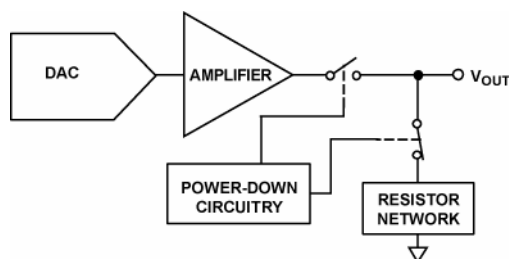 DAC
AMPLIFIER
VOUT
POWER-DOWN
CIRCUITRY
RESISTOR
NETWORK